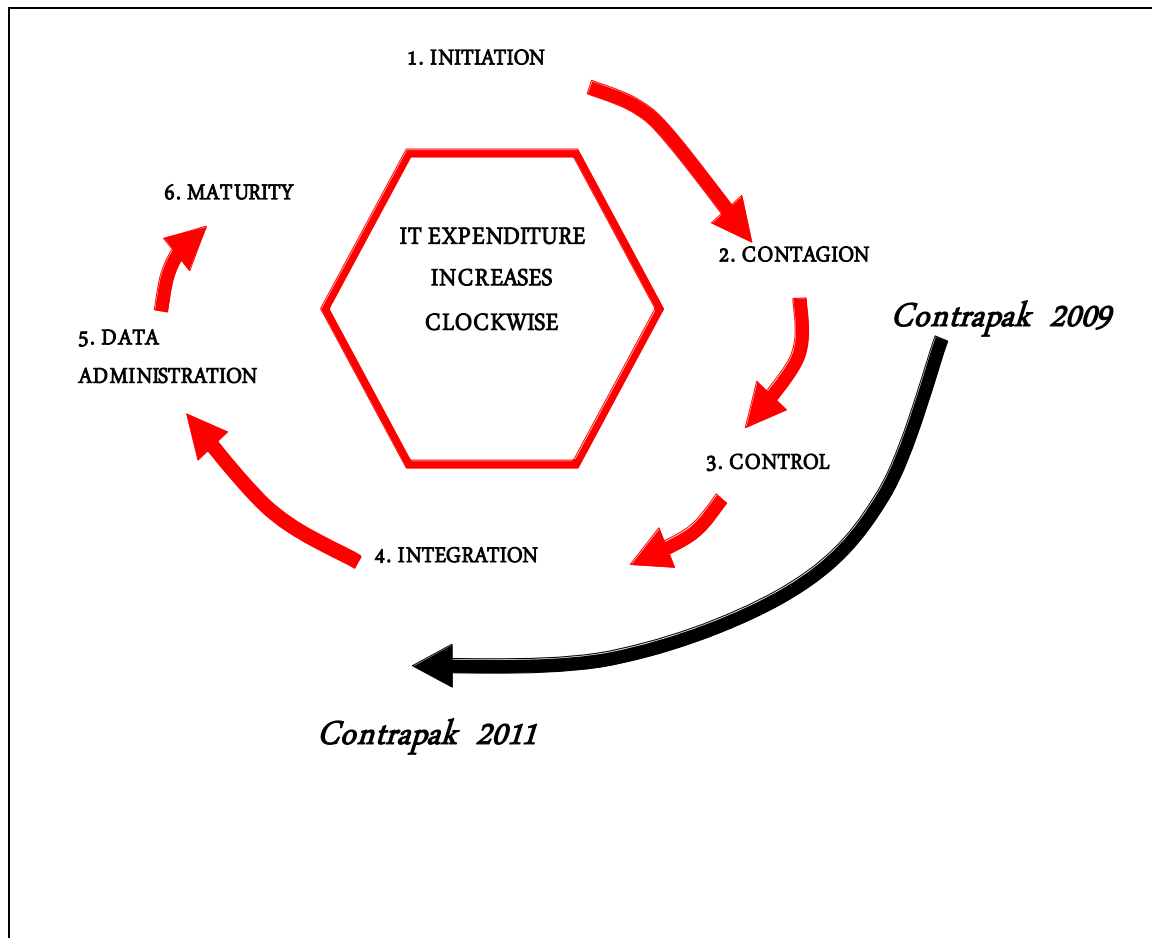 1. INITIATION
6. MATURITY
IT EXPENDITURE
INCREASES
CLOCKWISE
2. CONTAGION
Contrapak 2009
5. DATA
ADMINISTRATION
3. CONTROL
4. INTEGRATION
Contrapak 2011